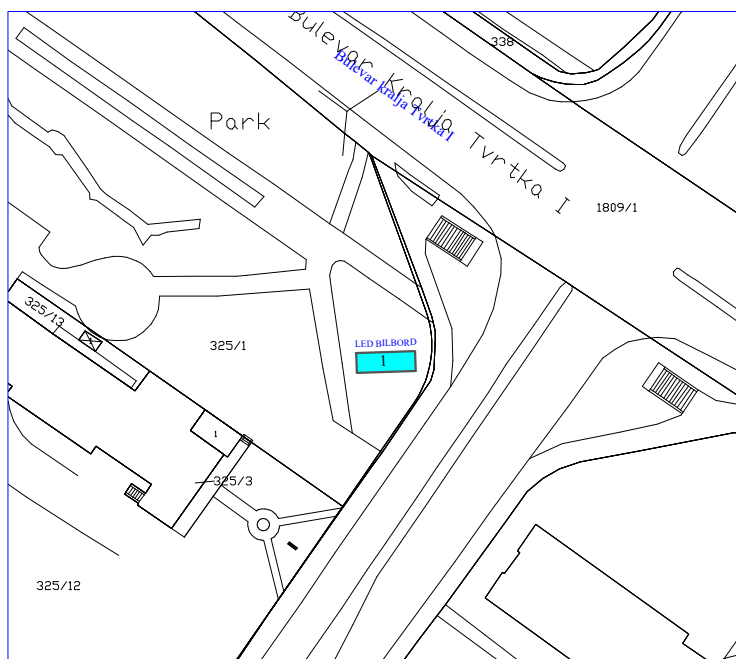 Bulevar Kralja Tvrtka I
Bulevar kralja Tvrtka I
338
Park
1809/1
325/13
325/1
LED BILBORD
1
1
325/3
325/12